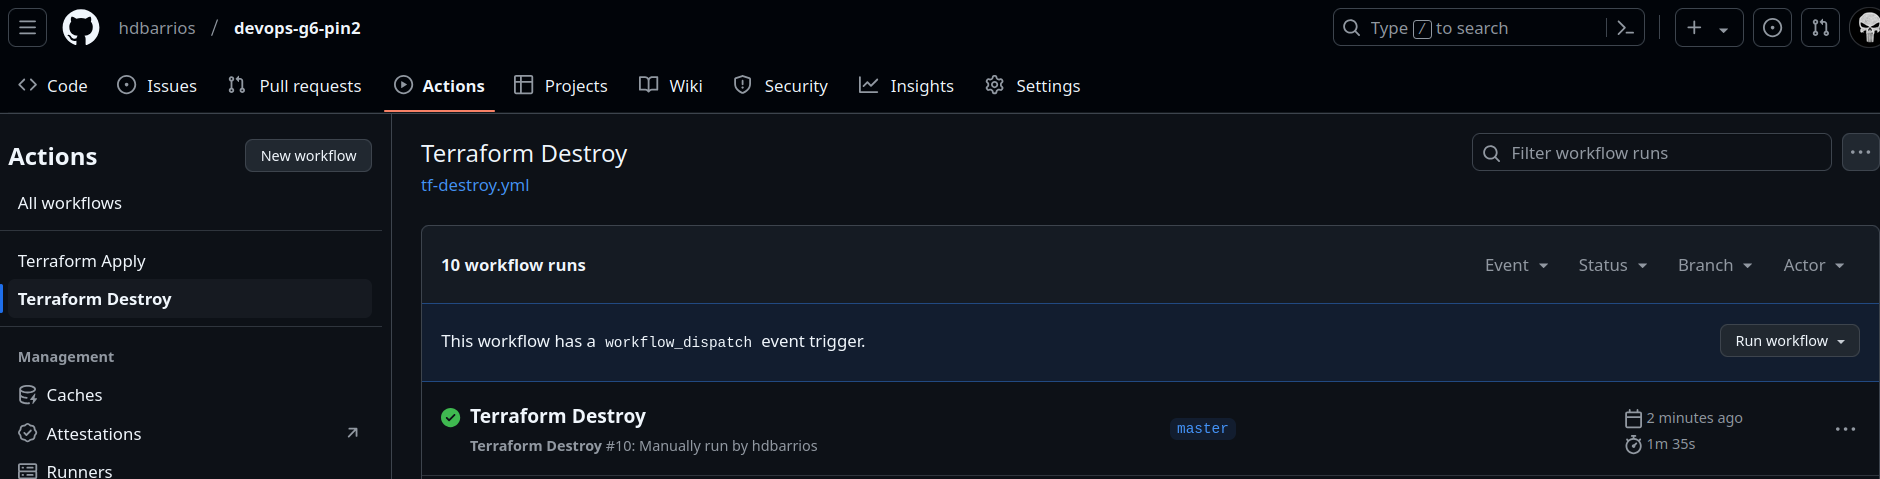 hdbarrios / devops-g6-pin2
Type / to search
Code Issues Pull requests Actions Projects Wiki Security Insights Settings
Actions
New workflow
All workflows
Terraform Apply
Terraform Destroy
Management
Caches
Attestations
Runners
Terraform Destroy
tf-destroy.yml
Filter workflow runs
10 workflow runs
Event Status Branch Actor
This workflow has a workflow_dispatch event trigger.
Run workflow
Terraform Destroy
Terraform Destroy #10: Manually run by hdbarrios
master
2 minutes ago
1m 35s